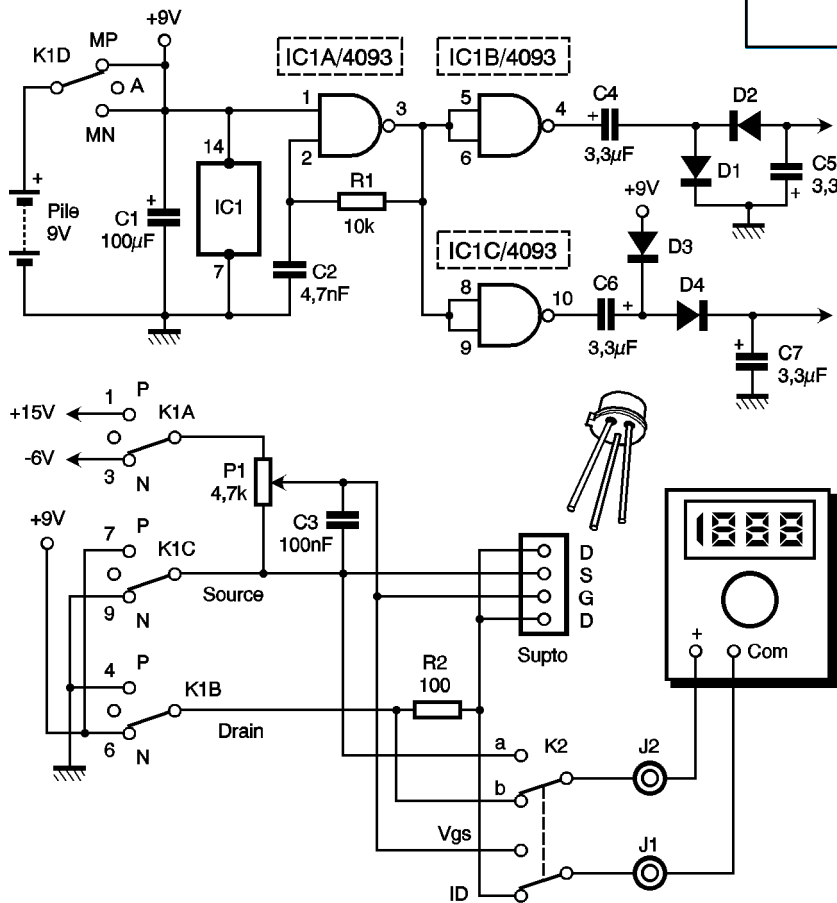 +9V
MP
K1D
A
MN
IC1A/4093
IC1B/4093
1
3
2
5
4
6
C4
+
3,3µF
D2
D1
C5
+
3,3
+
Pile
9V
+
C1
100µF
14
IC1
7
R1
10k
C2
4,7nF
+9V
D3
IC1C/4093
8
10
9
C6
+
3,3µF
D4
+
C7
3,3µF
1
P
K1A
+15V
-6V
3
N
P1
4,7k
C3
100nF
+9V
7
P
K1C
9
N
Source
D
S
G
D
Supto
+
Com
4
P
K1B
6
N
Drain
R2
100
a
K2
J2
b
Vgs
J1
ID
1888